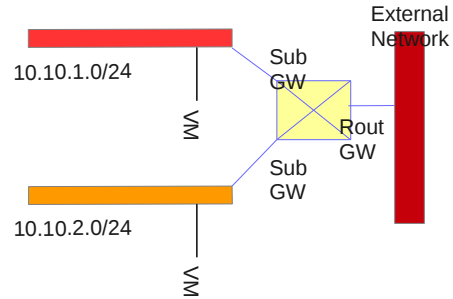 External
Network
Sub
GW
10.10.1.0/24
VM
Rout
GW
Sub
GW
10.10.2.0/24
VM